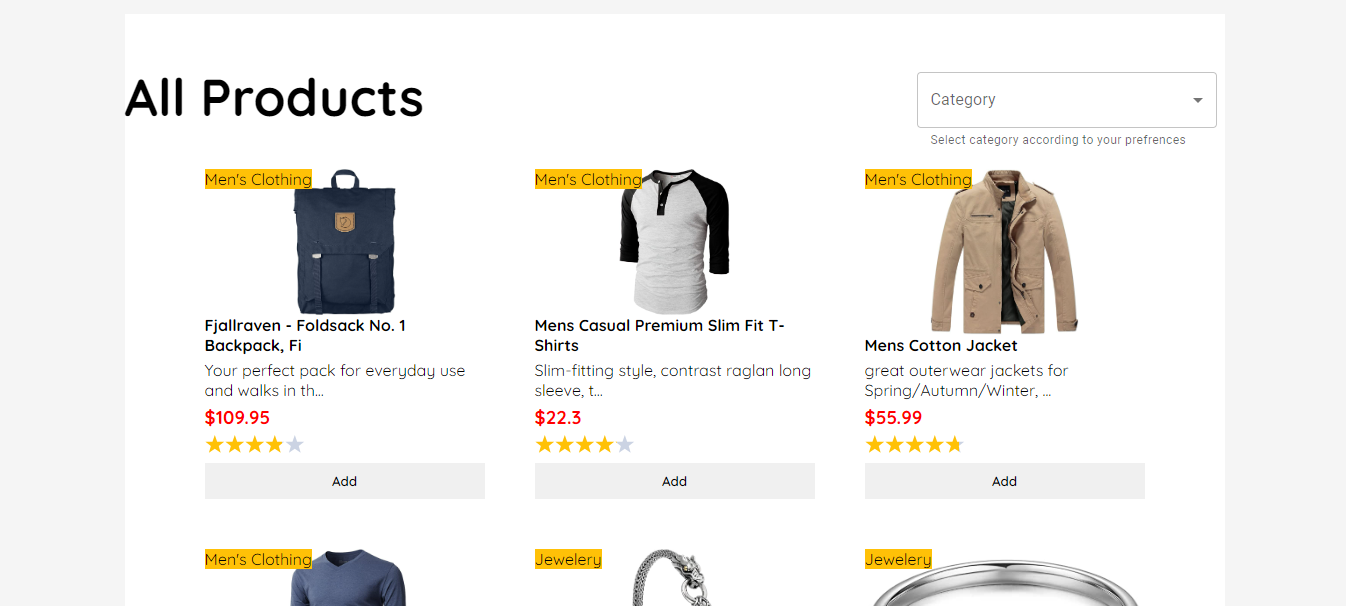 All Products
Category
Select category according to your prefrences
Men's Clothing
Fjallraven - Foldsack No. 1
Backpack, Fi
Your perfect pack for everyday use
and walks in th...
$109.95
Add
Men's Clothing
Mens Casual Premium Slim Fit T-
Shirts
Slim-fitting style, contrast raglan long
sleeve, t...
$22.3
Add
Men's Clothing
Mens Cotton Jacket
great outerwear jackets for
Spring/Autumn/Winter, ...
$55.99
Add
Men's Clothing
Jewelery
Jewelery